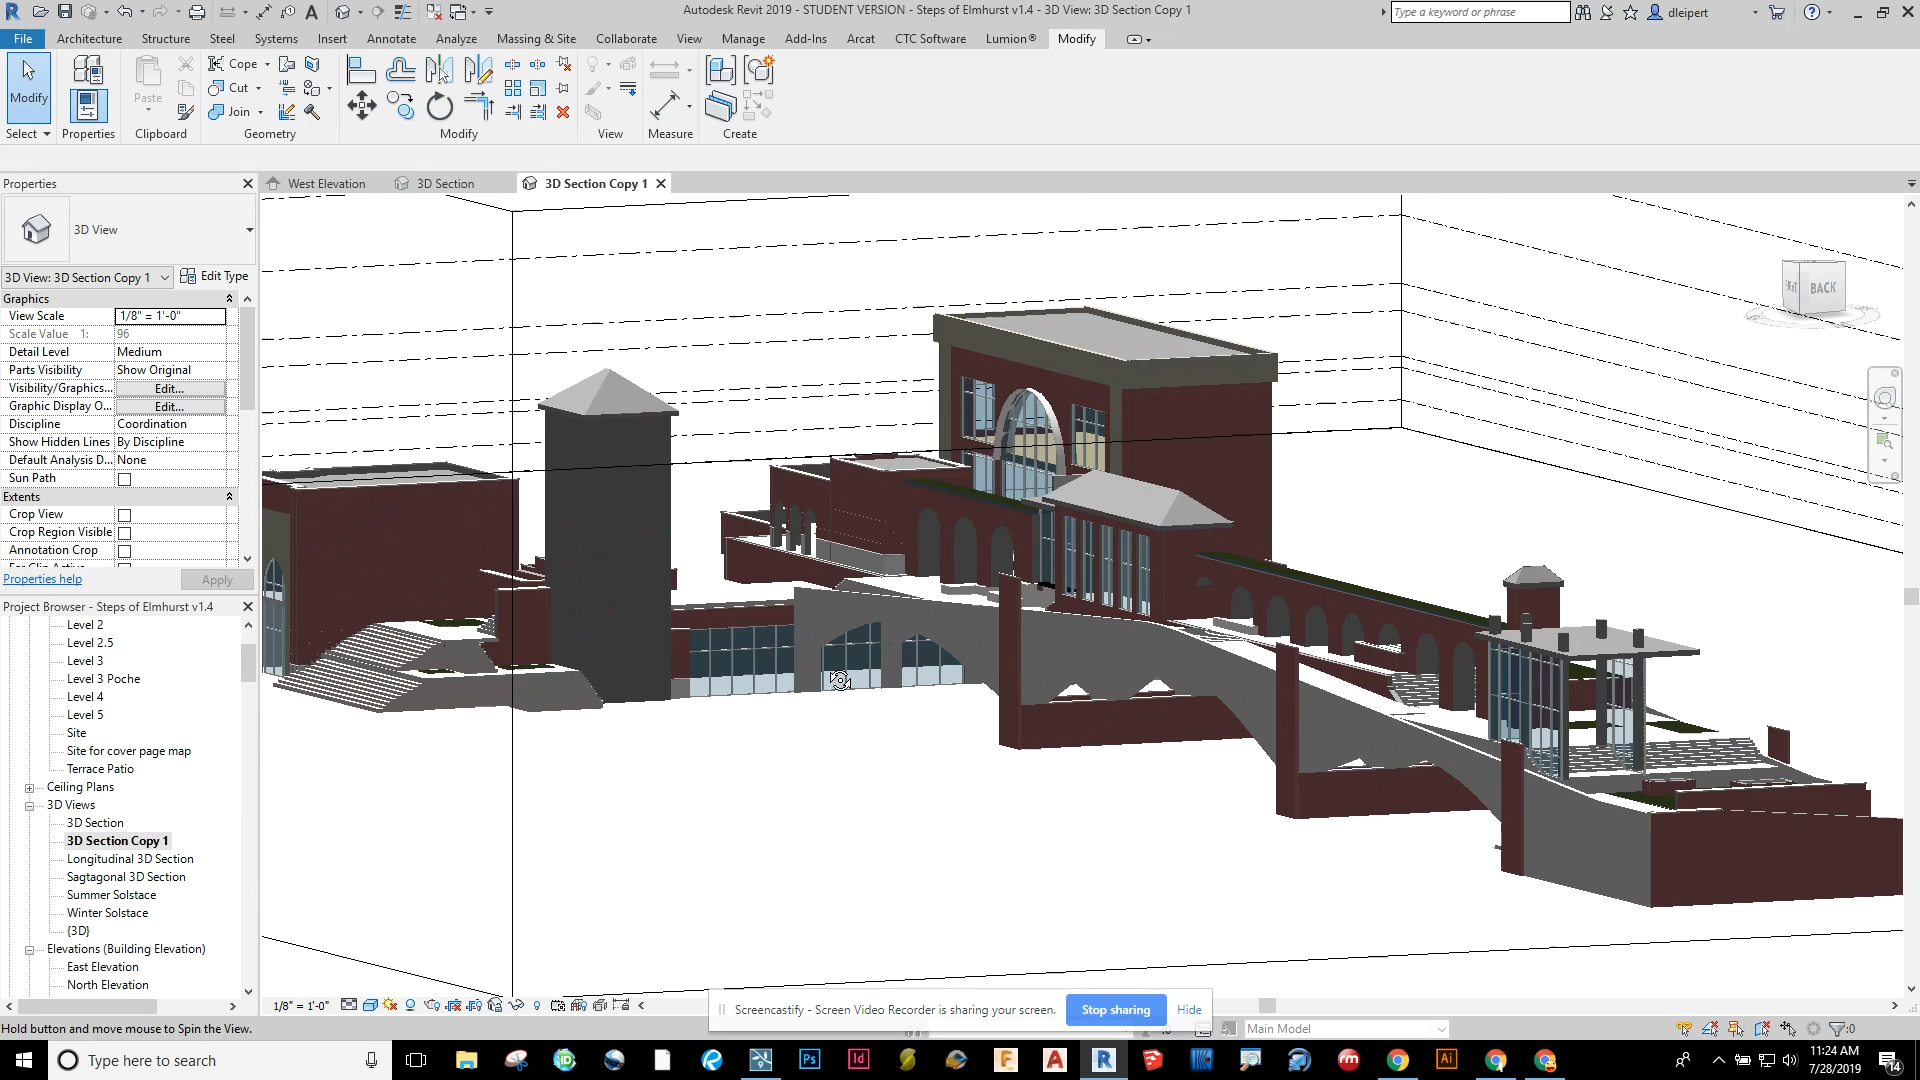 Autodesk Revit 2019 - STUDENT VERSION - Steps of Elmhurst v1.4 - 3D View: 3D Section Copy 1
Type a keyword or phrase
dleipert
File
Architecture
Structure
Steel
Systems
Insert
Annotate
Analyze
Massing & Site
Collaborate
View
Manage
Add-Ins
Arcat
CTC Software
Lumion®
Modify
Modify
Paste
Cope
Cut
Join
Select
Properties
Clipboard
Geometry
Modify
View
Measure
Create
Properties
West Elevation
3D Section
3D Section Copy 1
3D View
3D View: 3D Section Copy 1
Edit Type
Graphics
View Scale
1/8" = 1'-0"
Scale Value 1:
96
Detail Level
Medium
Parts Visibility
Show Original
Visibility/Graphics...
Edit...
Graphic Display O...
Edit...
Discipline
Coordination
Show Hidden Lines
By Discipline
Default Analysis D...
None
Sun Path
Extents
Crop View
Crop Region Visible
Annotation Crop
Properties help
Apply
Project Browser - Steps of Elmhurst v1.4
Level 2
Level 2.5
Level 3
Level 3 Poche
Level 4
Level 5
Site
Site for cover page map
Terrace Patio
Ceiling Plans
3D Views
3D Section
3D Section Copy 1
Longitudinal 3D Section
Sagtagonal 3D Section
Summer Solstace
Winter Solstace
{3D}
Elevations (Building Elevation)
East Elevation
North Elevation
BACK
1/8" = 1'-0"
Screencastify - Screen Video Recorder is sharing your screen.
Stop sharing
Hide
Hold button and move mouse to Spin the View.
Main Model
:0
Type here to search
Ps
Id
F
A
R
rm
Ai
11:24 AM
7/28/2019
14